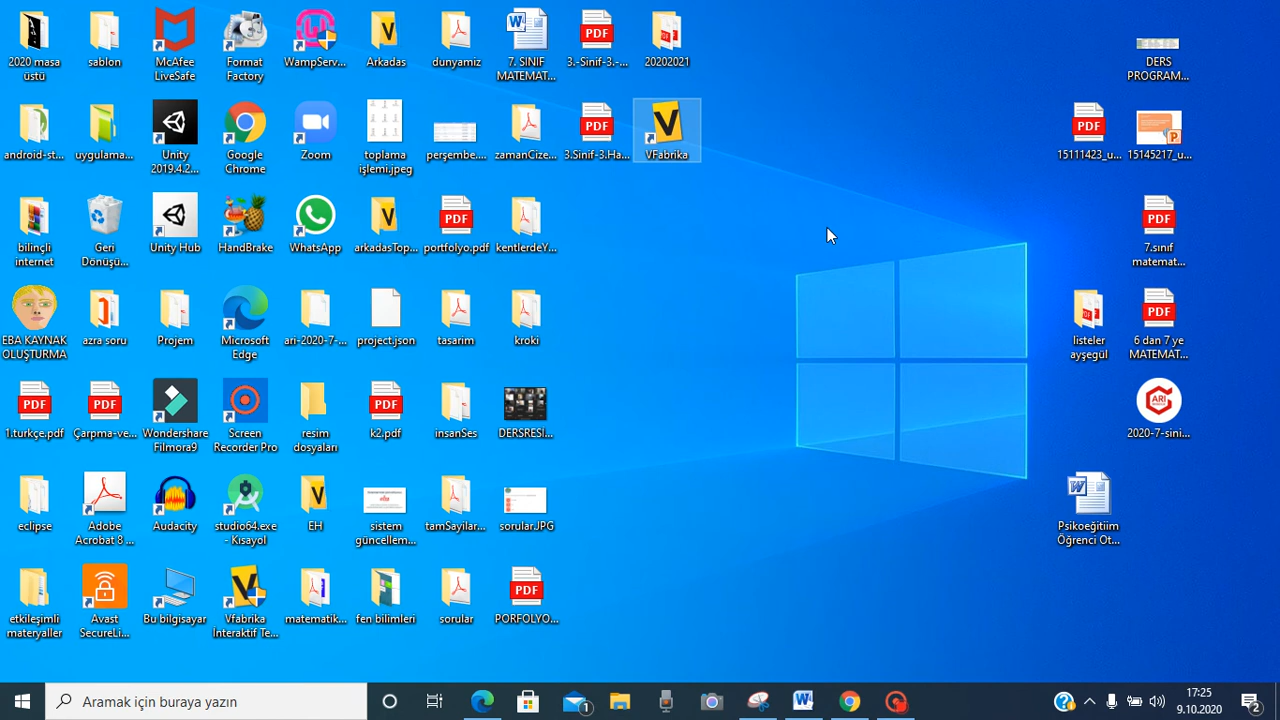 2020 masa
üstü
sablon
McAfee
LiveSafe
Format
Factory
WampServ...
Arkadas
dunyamiz
7. SINIF
MATEMAT...
3.-Sinif-3.-...
20202021
DERS
PROGRAM...
android-st...
uygulama...
Unity
2019.4.2...
Google
Chrome
Zoom
toplama
işlemi.jpeg
perşembe....
zamanCize...
3.Sinif-3.Ha...
VFabrika
15111423_u...
15145217_u...
bilinçli
internet
Geri
Dönüşü...
Unity Hub
HandBrake
WhatsApp
arkadasTop...
portfolyo.pdf
kentlerdeY...
7.sınıf
matemat...
EBA KAYNAK
OLUŞTURMA
azra soru
Projem
Microsoft
Edge
ari-2020-7-...
project.json
tasarim
kroki
listeler
ayşegül
6 dan 7 ye
MATEMAT...
1.turkçe.pdf
Çarpma-ve...
Wondershare
Filmora9
Screen
Recorder Pro
resim
dosyaları
k2.pdf
insanSes
DERSRESİ...
2020-7-sini...
eclipse
Adobe
Acrobat 8 ...
Audacity
studio64.exe
- Kısayol
EH
sistem
güncellem...
tamSayilar...
sorular.JPG
Psikoeğitiim
Öğrenci Ot...
etkileşimli
materyaller
Avast
SecureLi...
Bu bilgisayar
Vfabrika
İnteraktif Te...
matematik...
fen bilimleri
sorular
PORFOLYO...
Aramak için buraya yazın
17:25
9.10.2020